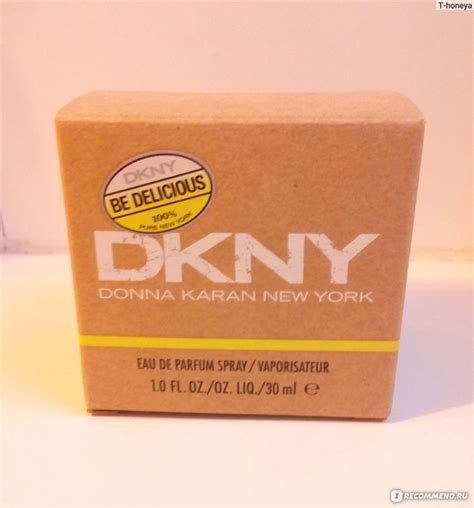 T-honeya
DKNY
BE DELICIOUS
100%
PURE NEW YORK
DKNY
DONNA KARAN NEW YORK
EAU DE PARFUM SPRAY/VAPORISATEUR
1.0 FL. OZ./OZ. LIQ./30 ml e
IRECOMMEND.RU